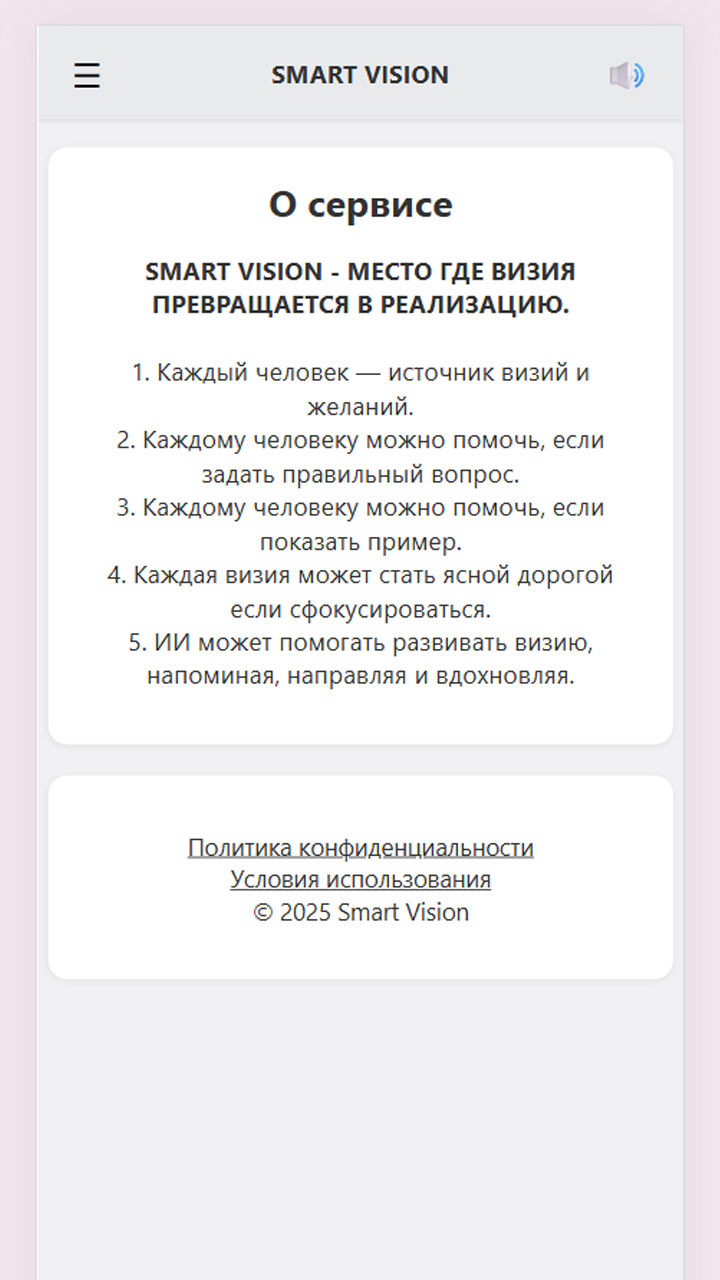 SMART VISION
О сервисе
SMART VISION - МЕСТО ГДЕ ВИЗИЯ
ПРЕВРАЩАЕТСЯ В РЕАЛИЗАЦИЮ.
1. Каждый человек — источник визий и
желаний.
2. Каждому человеку можно помочь, если
задать правильный вопрос.
3. Каждому человеку можно помочь, если
показать пример.
4. Каждая визия может стать ясной дорогой
если сфокусироваться.
5. ИИ может помогать развивать визию,
напоминая, направляя и вдохновляя.
Политика конфиденциальности
Условия использования
© 2025 Smart Vision